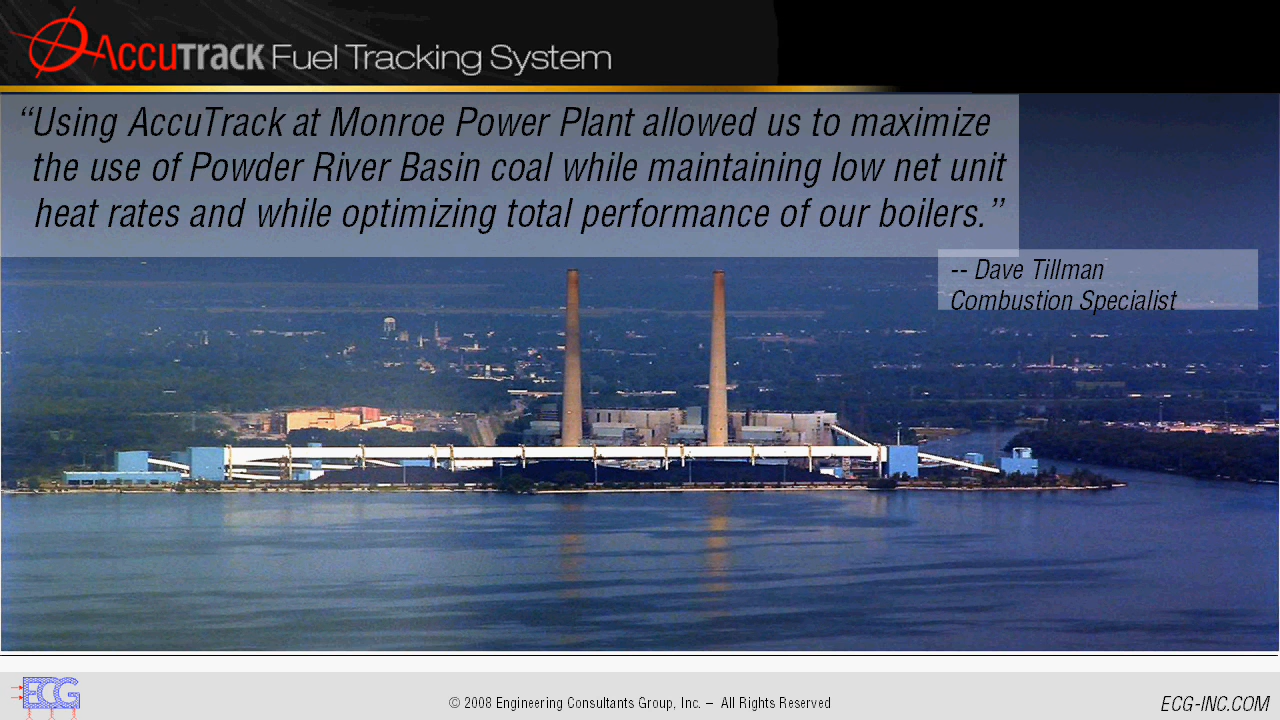 AccuTrack Fuel Tracking System
“Using AccuTrack at Monroe Power Plant allowed us to maximize
the use of Powder River Basin coal while maintaining low net unit
heat rates and while optimizing total performance of our boilers.”
-- Dave Tillman
Combustion Specialist
ECG
© 2008 Engineering Consultants Group, Inc. – All Rights Reserved
ECG-INC.COM